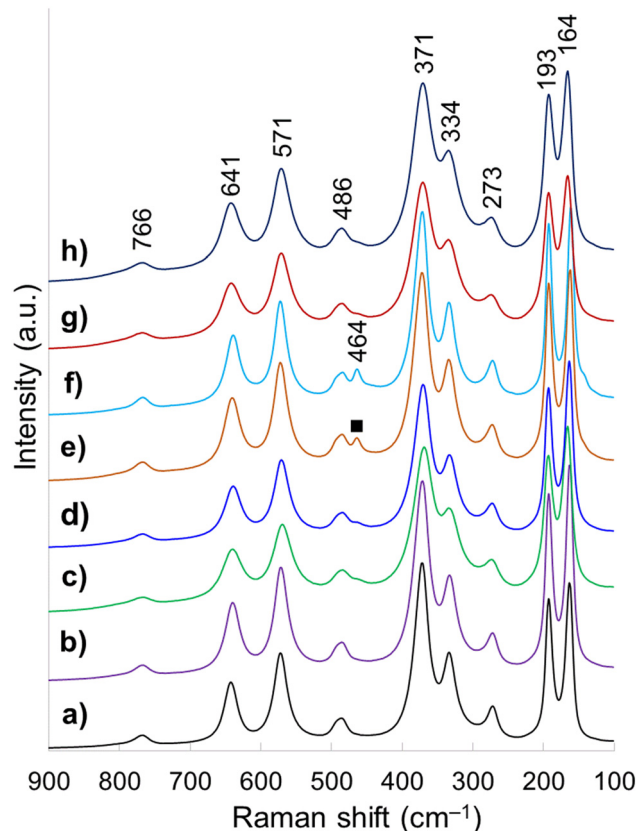 766
641
571
486
371
334
273
193
164
h)
g)
f)
464
e)
d)
c)
b)
a)
Intensity (a.u.)
900 800 700 600 500 400 300 200 100
Raman shift (cm⁻¹)